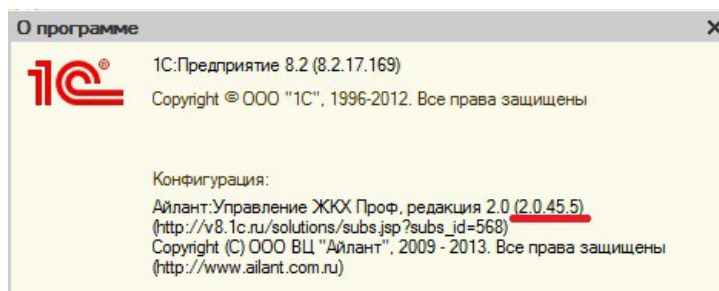 О программе
1С®
1С:Предприятие 8.2 (8.2.17.169)
Copyright © ООО "1С", 1996-2012. Все права защищены
Конфигурация:
Айлант:Управление ЖКХ Проф, редакция 2.0 (2.0.45.5)
(http://v8.1c.ru/solutions/subs.jsp?subs_id=568)
Copyright (C) ООО ВЦ "Айлант", 2009 - 2013. Все права защищены
(http://www.ailant.com.ru)